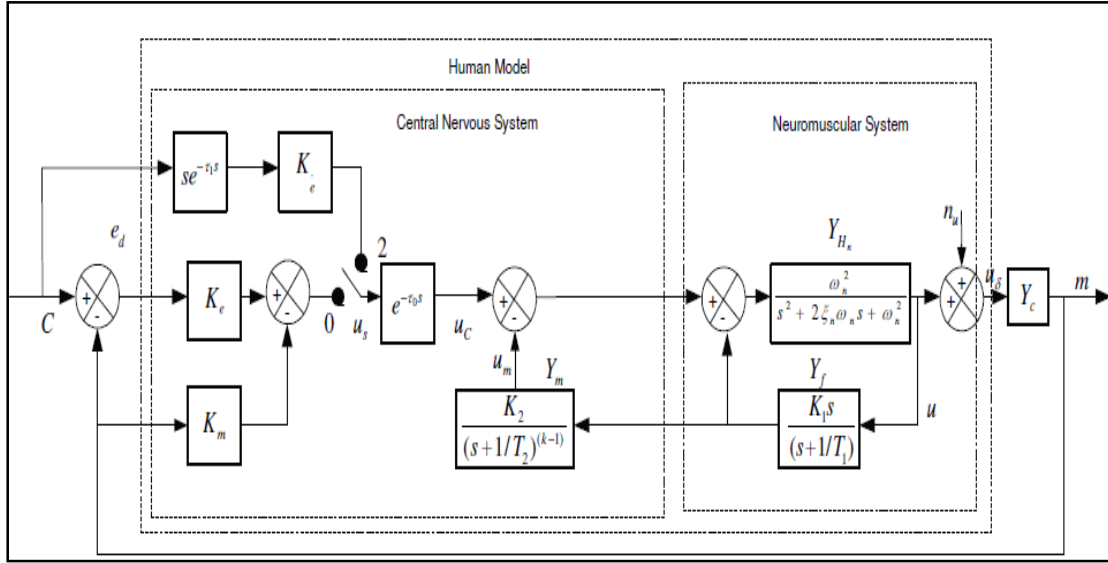 Human Model
Central Nervous System
Neuromuscular System
se^{-τ₁s}
K_ė
n_u
e_d
2
Y_{H_n}
+
-
K_e
+
-
0
u_s
e^{-τ₀s}
u_C
+
-
+
-
ω_n²
s² + 2ξ_nω_n s + ω_n²
+
+
u_δ
Y_c
m
C
u_m
Y_m
Y_f
u
K_m
K₂
(s+1/T₂)^{(k−1)}
K₁s
(s+1/T₁)